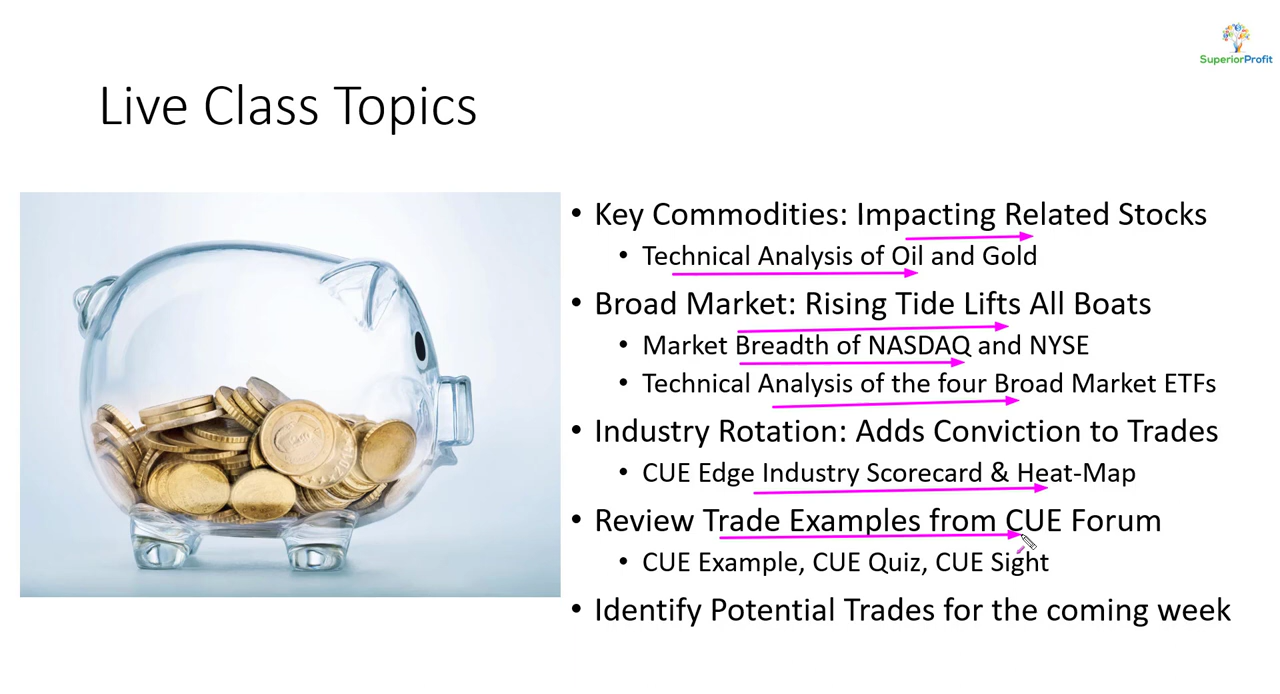 SuperiorProfit
Live Class Topics
• Key Commodities: Impacting Related Stocks
• Technical Analysis of Oil and Gold
• Broad Market: Rising Tide Lifts All Boats
• Market Breadth of NASDAQ and NYSE
• Technical Analysis of the four Broad Market ETFs
• Industry Rotation: Adds Conviction to Trades
• CUE Edge Industry Scorecard & Heat-Map
• Review Trade Examples from CUE Forum
• CUE Example, CUE Quiz, CUE Sight
• Identify Potential Trades for the coming week